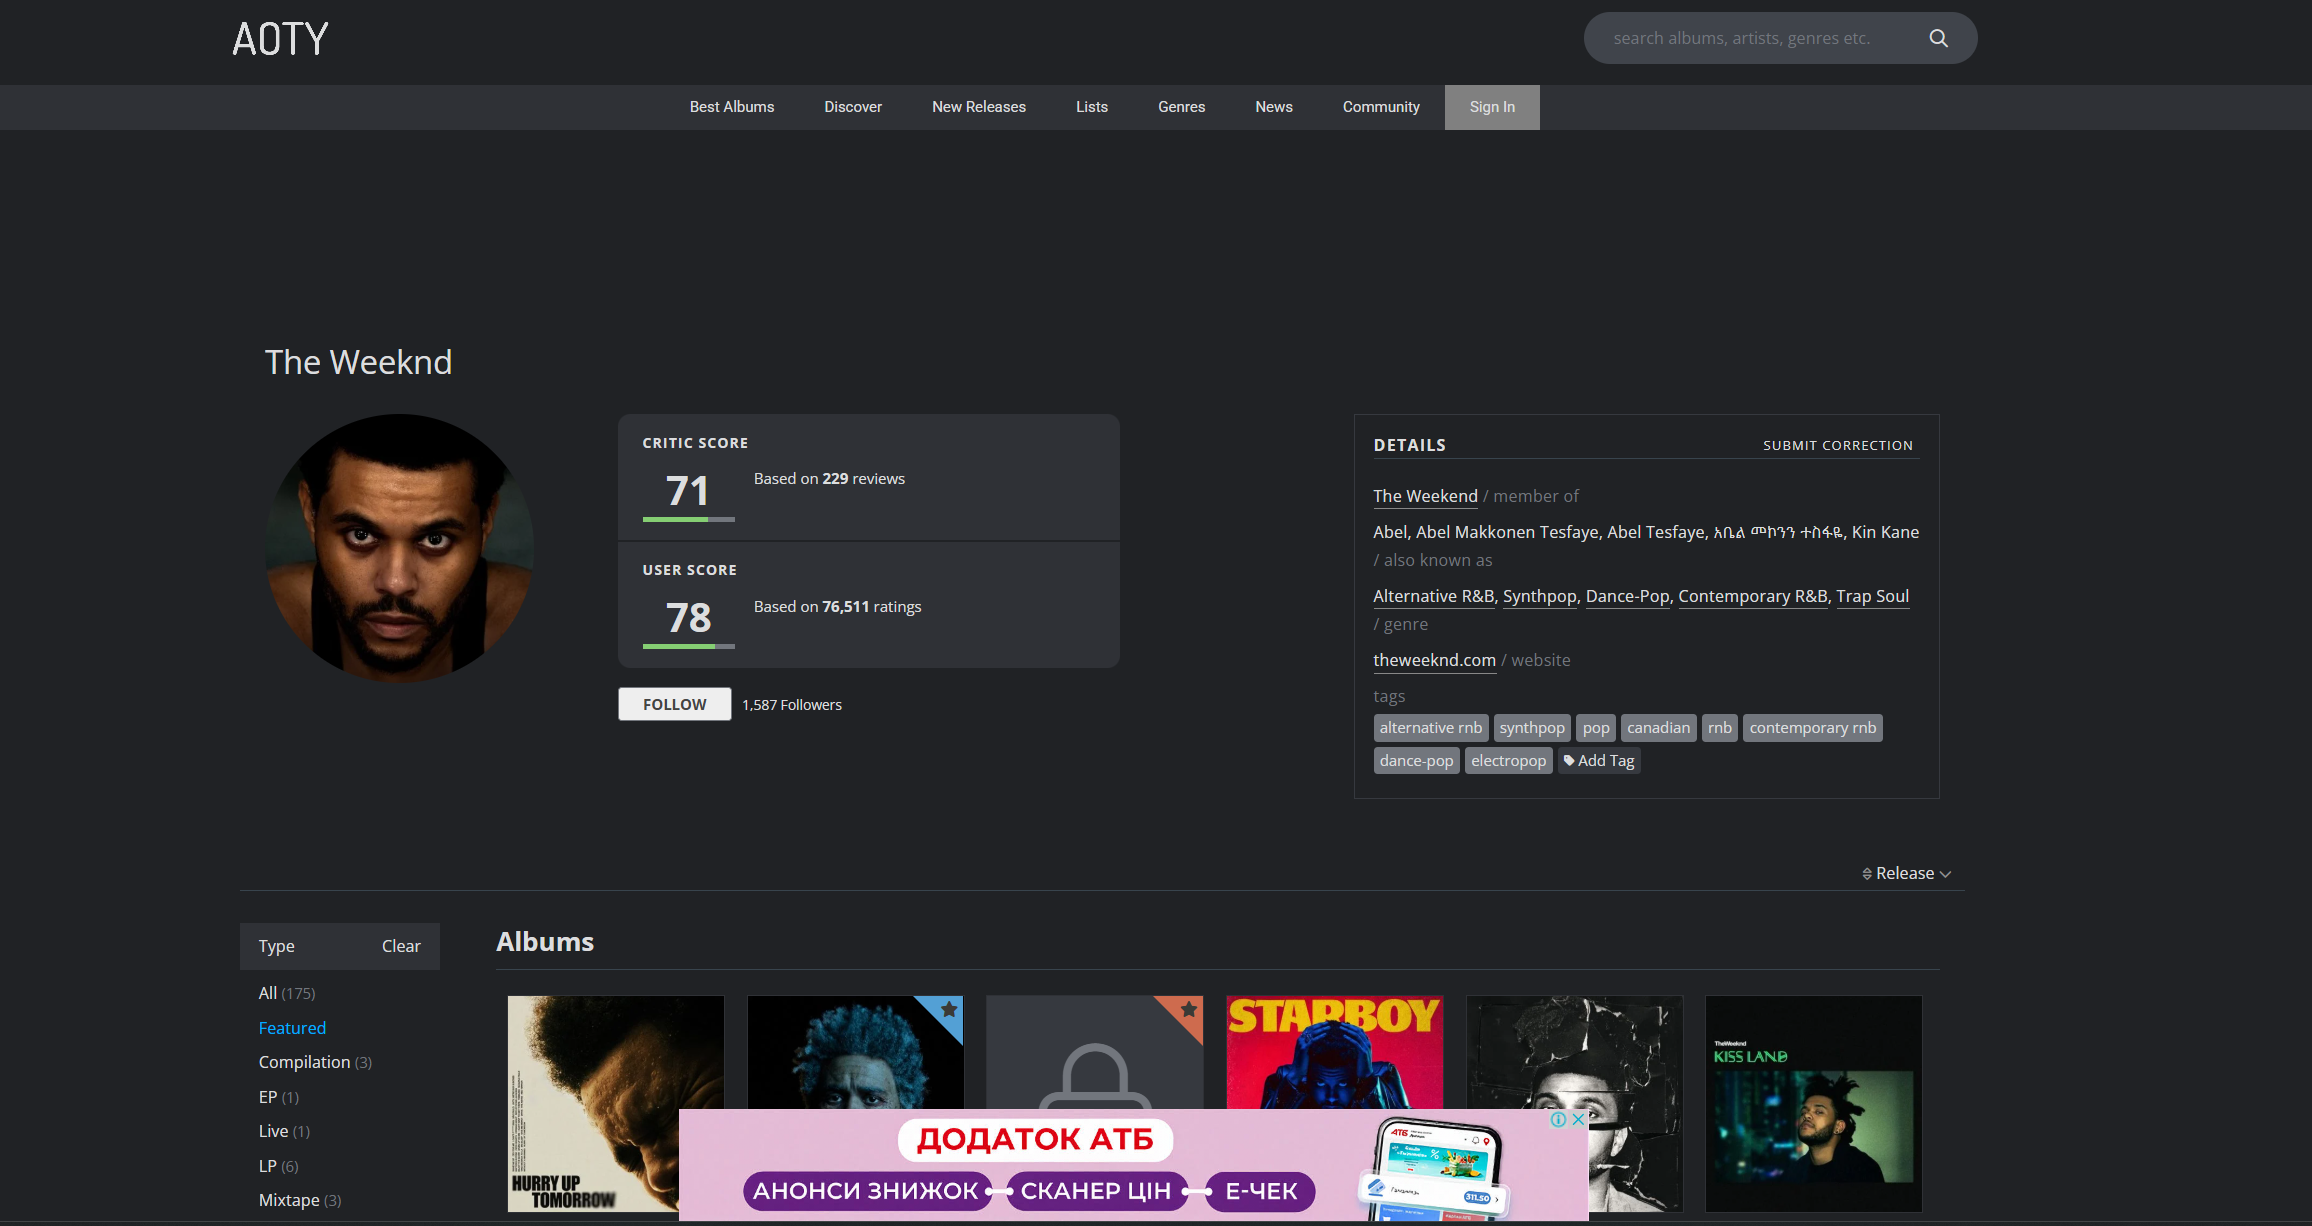 AOTY
search albums, artists, genres etc.
Best Albums
Discover
New Releases
Lists
Genres
News
Community
Sign In
The Weeknd
CRITIC SCORE
71
Based on 229 reviews
USER SCORE
78
Based on 76,511 ratings
FOLLOW
1,587 Followers
DETAILS
SUBMIT CORRECTION
The Weekend / member of
Abel, Abel Makkonen Tesfaye, Abel Tesfaye, አቤል መኮንን ተስፋዬ, Kin Kane
/ also known as
Alternative R&B, Synthpop, Dance-Pop, Contemporary R&B, Trap Soul
/ genre
theweeknd.com / website
tags
alternative rnb synthpop pop canadian rnb contemporary rnb
dance-pop electropop Add Tag
Release
Type
Clear
All (175)
Featured
Compilation (3)
EP (1)
Live (1)
LP (6)
Mixtape (3)
Albums
HURRY UP
TOMORROW
STARBOY
TheWeeknd
KISS LAND
ДОДАТОК АТБ
АНОНСИ ЗНИЖОК
СКАНЕР ЦІН
Е-ЧЕК
АТБ
311.50